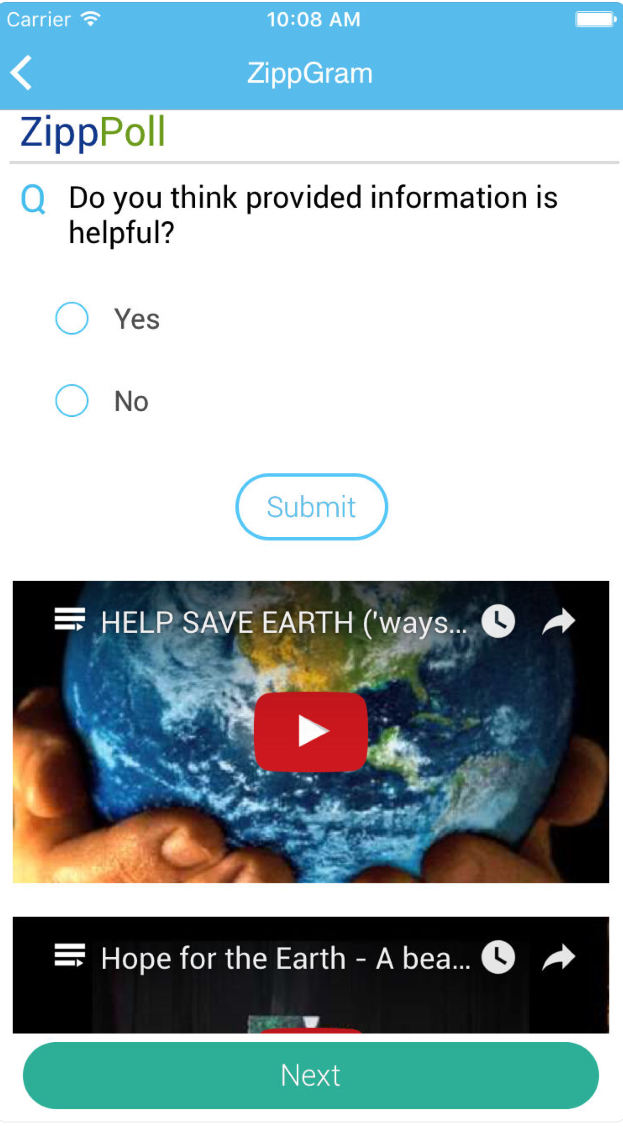 Carrier 10:08 AM
ZippGram
ZippPoll
Q Do you think provided information is
helpful?
Yes
No
Submit
HELP SAVE EARTH ('ways...
Hope for the Earth - A bea...
Next